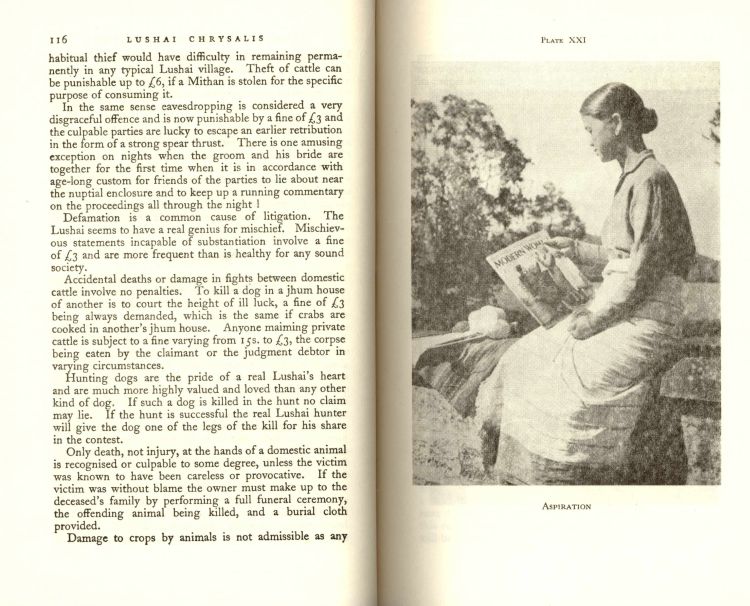 116 LUSHAI CHRYSALIS
habitual thief would have difficulty in remaining perma-
nently in any typical Lushai village. Theft of cattle can
be punishable up to £6, if a Mithan is stolen for the specific
purpose of consuming it.
In the same sense eavesdropping is considered a very
disgraceful offence and is now punishable by a fine of £3 and
the culpable parties are lucky to escape an earlier retribution
in the form of a strong spear thrust. There is one amusing
exception on nights when the groom and his bride are
together for the first time when it is in accordance with
age-long custom for friends of the parties to lie about near
the nuptial enclosure and to keep up a running commentary
on the proceedings all through the night!
Defamation is a common cause of litigation. The
Lushai seems to have a real genius for mischief. Mischiev-
ous statements incapable of substantiation involve a fine
of £3 and are more frequent than is healthy for any sound
society.
Accidental deaths or damage in fights between domestic
cattle involve no penalties. To kill a dog in a jhum house
of another is to court the height of ill luck, a fine of £3
being always demanded, which is the same if crabs are
cooked in another's jhum house. Anyone maiming private
cattle is subject to a fine varying from 15s. to £3, the corpse
being eaten by the claimant or the judgment debtor in
varying circumstances.
Hunting dogs are the pride of a real Lushai's heart
and are much more highly valued and loved than any other
kind of dog. If such a dog is killed in the hunt no claim
may lie. If the hunt is successful the real Lushai hunter
will give the dog one of the legs of the kill for his share
in the contest.
Only death, not injury, at the hands of a domestic animal
is recognised or culpable to some degree, unless the victim
was known to have been careless or provocative. If the
victim was without blame the owner must make up to the
deceased's family by performing a full funeral ceremony,
the offending animal being killed, and a burial cloth
provided.
Damage to crops by animals is not admissible as any
PLATE XXI
MODERN WOM
ASPIRATION